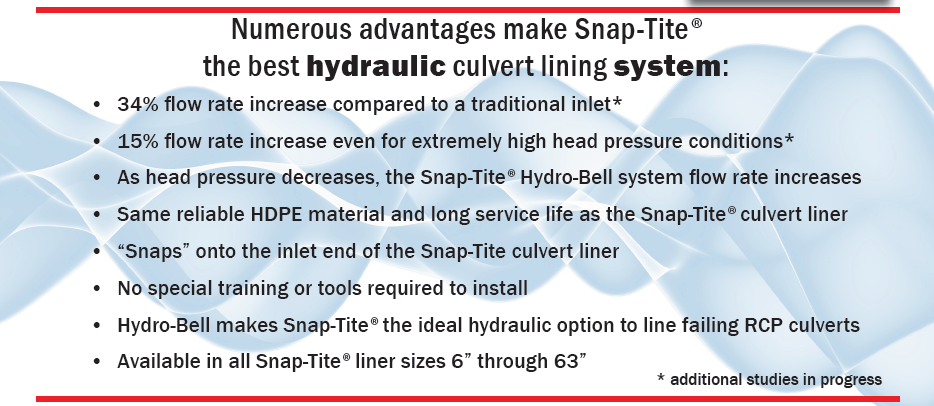 Numerous advantages make Snap-Tite®
the best hydraulic culvert lining system:
• 34% flow rate increase compared to a traditional inlet*
• 15% flow rate increase even for extremely high head pressure conditions*
• As head pressure decreases, the Snap-Tite® Hydro-Bell system flow rate increases
• Same reliable HDPE material and long service life as the Snap-Tite® culvert liner
• “Snaps” onto the inlet end of the Snap-Tite culvert liner
• No special training or tools required to install
• Hydro-Bell makes Snap-Tite® the ideal hydraulic option to line failing RCP culverts
• Available in all Snap-Tite® liner sizes 6” through 63”
* additional studies in progress